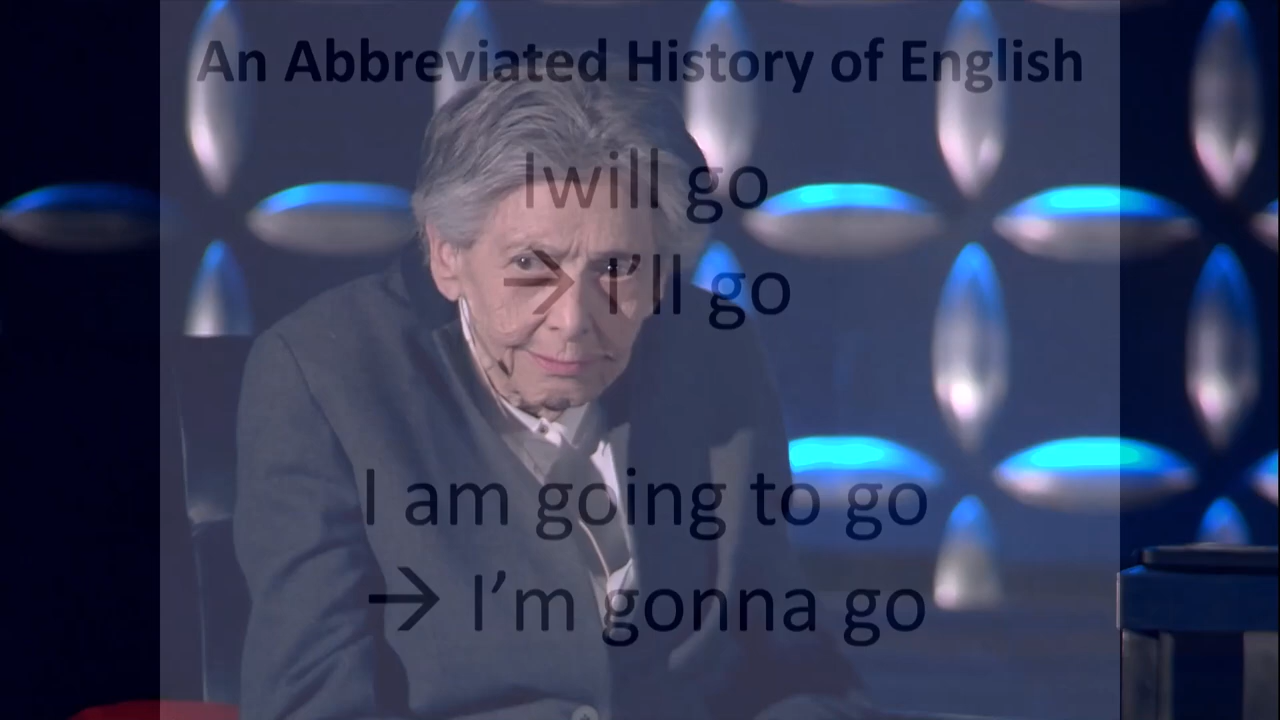 An Abbreviated History of English
I will go
→ I'll go
I am going to go
→ I'm gonna go